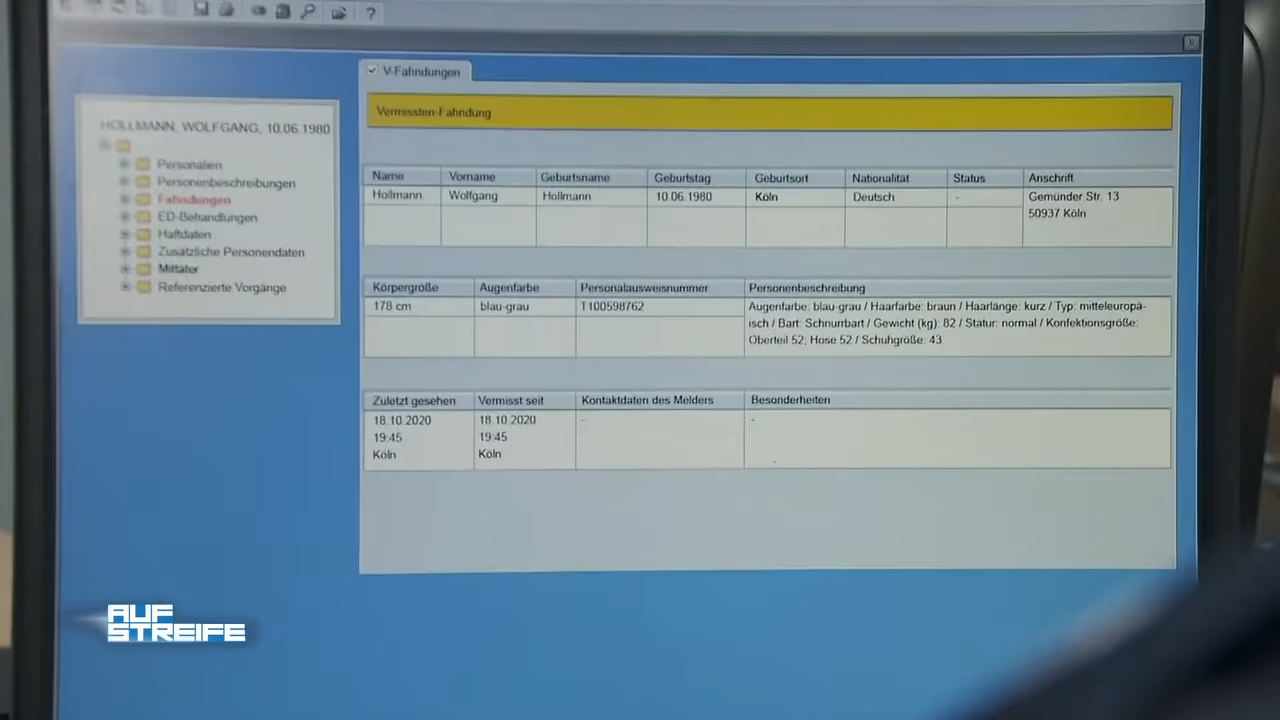 ?
V-Fahndungen
Vermissten-Fahndung
HOLLMANN, WOLFGANG, 10.06.1980
Personalien
Personenbeschreibungen
Fahndungen
ED-Behandlungen
Haftdaten
Zusätzliche Personendaten
Mittäter
Referenzierte Vorgänge
Name Vorname Geburtsname Geburtstag Geburtsort Nationalität Status Anschrift
Hollmann Wolfgang Hollmann 10.06.1980 Köln Deutsch - Gemünder Str. 13
50937 Köln
Körpergröße Augenfarbe Personalausweisnummer Personenbeschreibung
178 cm blau-grau T100598762 Augenfarbe: blau-grau / Haarfarbe: braun / Haarlänge: kurz / Typ: mitteleuropä-
isch / Bart: Schnurrbart / Gewicht (kg): 82 / Statur: normal / Konfektionsgröße:
Oberteil 52, Hose 52 / Schuhgröße: 43
Zuletzt gesehen Vermisst seit Kontaktdaten des Melders Besonderheiten
18.10.2020 18.10.2020 - -
19:45 19:45
Köln Köln
AUF
STREIFE